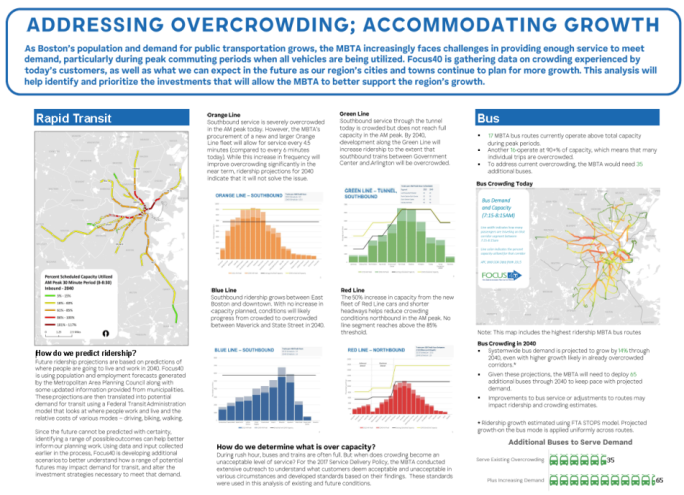 ADDRESSING OVERCROWDING; ACCOMMODATING GROWTH
As Boston's population and demand for public transportation grows, the MBTA increasingly faces challenges in providing enough service to meet
demand, particularly during peak commuting periods when all vehicles are being utilized. Focus40 is gathering data on crowding experienced by
today's customers, as well as what we can expect in the future as our region's cities and towns continue to plan for more growth. This analysis will
help identify and prioritize the investments that will allow the MBTA to better support the region's growth.
Rapid Transit
Percent Scheduled Capacity Utilized
AM Peak 30 Minute Period (8-8:30)
Inbound - 2040
How do we predict ridership?
Future ridership projections are based on predictions of
where people are going to live and work in 2040. Focus40
is using population and employment forecasts generated
by the Metropolitan Area Planning Council along with
some updated information provided from municipalities.
These projections are then translated into potential
demand for transit using a Federal Transit Administration
model that looks at where people work and live and the
relative costs of various modes – driving, biking, walking.
Since the future cannot be predicted with certainty,
identifying a range of possible outcomes can help better
inform our planning work. Using data and input collected
earlier in the process, Focus40 is developing additional
scenarios to better understand how a range of potential
futures may impact demand for transit, and alter the
investment strategies necessary to meet that demand.
Orange Line
Southbound service is severely overcrowded
in the AM peak today. However, the MBTA's
procurement of a new and larger Orange
Line fleet will allow for service every 4.5
minutes (compared to every 6 minutes
today). While this increase in frequency will
improve overcrowding significantly in the
near term, ridership projections for 2040
indicate that it will not solve the issue.
ORANGE LINE – SOUTHBOUND
Blue Line
Southbound ridership grows between East
Boston and downtown. With no increase in
capacity planned, conditions will likely
progress from crowded to overcrowded
between Maverick and State Street in 2040.
BLUE LINE – SOUTHBOUND
Green Line
Southbound service through the tunnel
today is crowded but does not reach full
capacity in the AM peak. By 2040,
development along the Green Line will
increase ridership to the extent that
southbound trains between Government
Center and Arlington will be overcrowded.
GREEN LINE – TUNNEL,
SOUTHBOUND
Red Line
The 50% increase in capacity from the new
fleet of Red Line cars and shorter
headways help reduce crowding
conditions northbound in the AM peak. No
line segment reaches above the 85%
threshold.
RED LINE – NORTHBOUND
How do we determine what is over capacity?
During rush hour, buses and trains are often full. But when does crowding become an
unacceptable level of service? For the 2017 Service Delivery Policy, the MBTA conducted
extensive outreach to understand what customers deem acceptable and unacceptable in
various circumstances and developed standards based on their findings. These standards
were used in this analysis of existing and future conditions.
Bus
• 17 MBTA bus routes currently operate above total capacity
during peak periods.
• Another 16 operate at 90+% of capacity, which means that many
individual trips are overcrowded.
• To address current overcrowding, the MBTA would need 35
additional buses.
Bus Crowding Today
Bus Demand
and Capacity
(7:15-8:15AM)
FOCUS40
Note: This map includes the highest ridership MBTA bus routes
Bus Crowding in 2040
• Systemwide bus demand is projected to grow by 14% through
2040, even with higher growth likely in already overcrowded
corridors.*
• Given these projections, the MBTA will need to deploy 65
additional buses through 2040 to keep pace with projected
demand.
• Improvements to bus service or adjustments to routes may
impact ridership and crowding estimates.
* Ridership growth estimated using FTA STOPS model. Projected
growth on the bus mode is applied uniformly across routes.
Additional Buses to Serve Demand
Serve Existing Overcrowding 35
Plus Increasing Demand 65